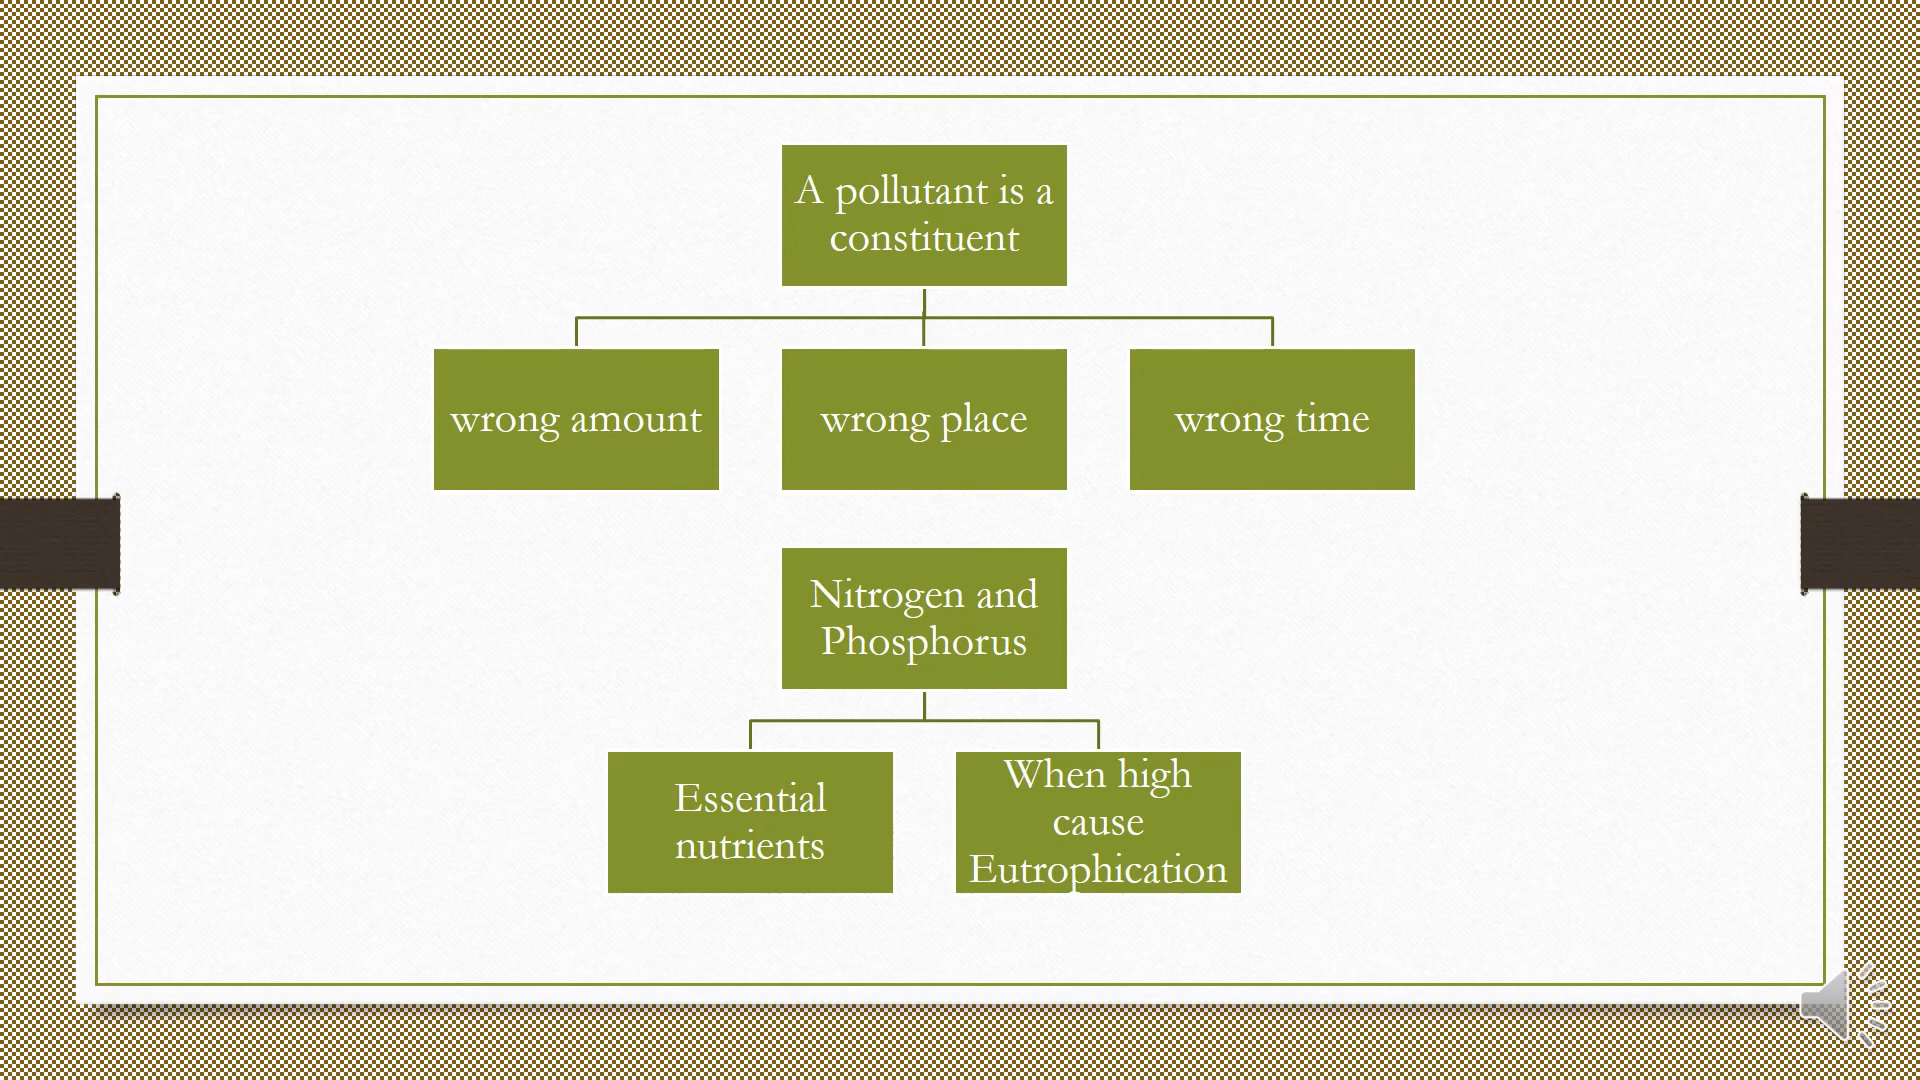 A pollutant is a
constituent
wrong amount
wrong place
wrong time
Nitrogen and
Phosphorus
Essential
nutrients
When high
cause
Eutrophication